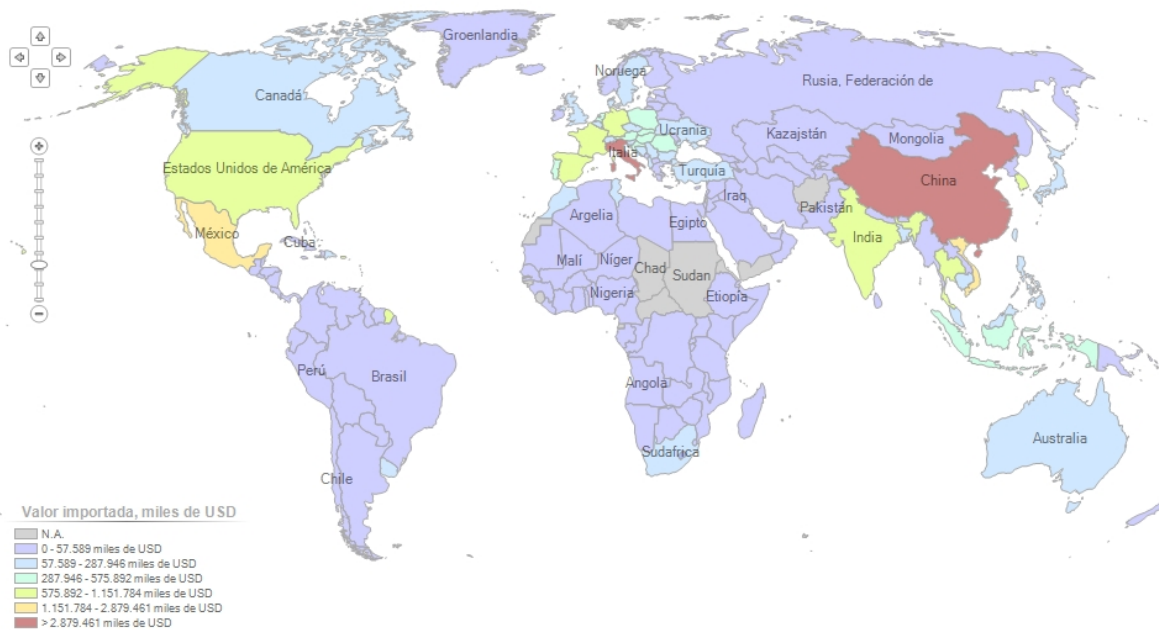 Groenlandia
Noruega
Rusia, Federación de
Canadá
Ucrania
Kazajstán
Mongolia
Italia
Estados Unidos de América
Turquía
China
Iraq
Pakistán
Argelia
Egipto
México
India
Cuba
Malí
Níger
Chad
Sudan
Nigeria
Etiopía
Perú
Brasil
Angola
Australia
Sudafrica
Chile
Valor importada, miles de USD
N.A.
0 - 57.589 miles de USD
57.589 - 287.946 miles de USD
287.946 - 575.892 miles de USD
575.892 - 1.151.784 miles de USD
1.151.784 - 2.879.461 miles de USD
> 2.879.461 miles de USD